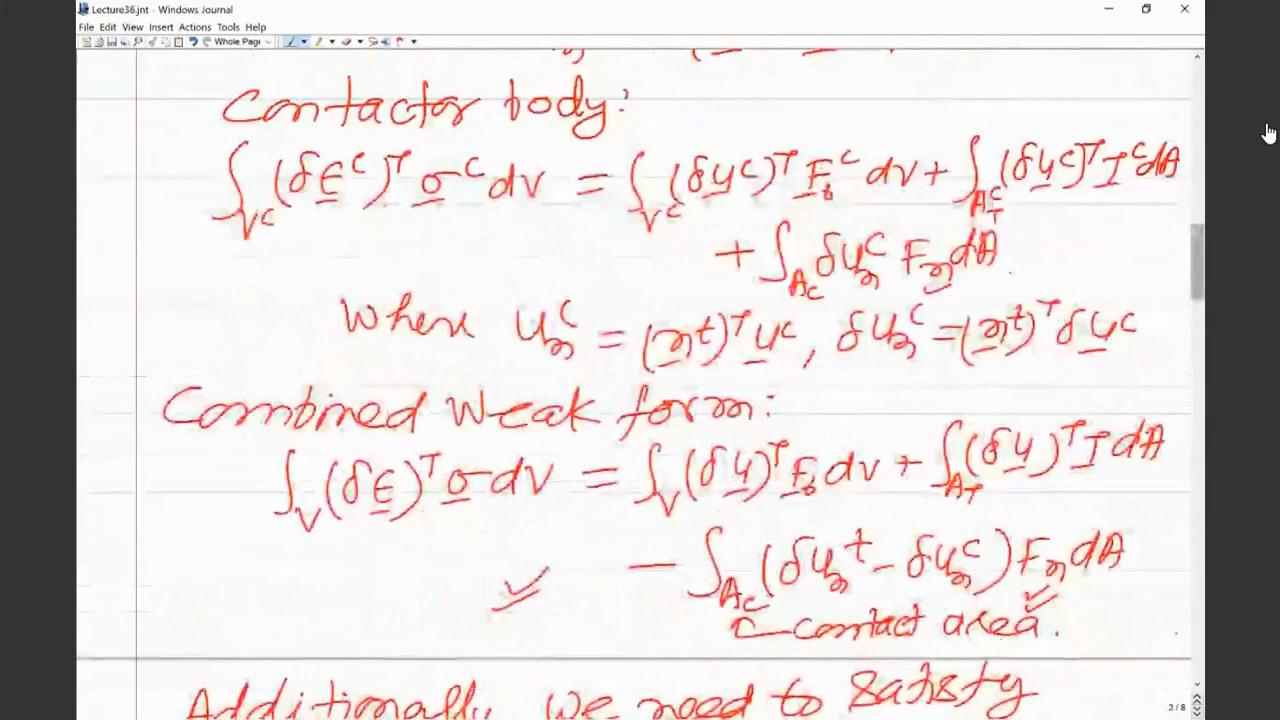 Lecture36.jnt - Windows Journal
File Edit View Insert Actions Tools Help
Whole Page
Contactor body:
∫_{V^c} (δε^c)^T σ^c dv = ∫_{V^c} (δu^c)^T F_b^c dv + ∫_{A_T^c} (δu^c)^T T^c dA
+ ∫_{A_c} δu_n^c F_n dA
Where u_n^c = (n^t)^T u^c, δu_n^c = (n^t)^T δu^c
Combined weak form:
∫_V (δε)^T σ dv = ∫_V (δu)^T F_b dv + ∫_{A_T} (δu)^T T dA
- ∫_{A_c} (δu_n^t - δu_n^c) F_n dA
contact area.
Additionally, we need to satisfy
2 / 8